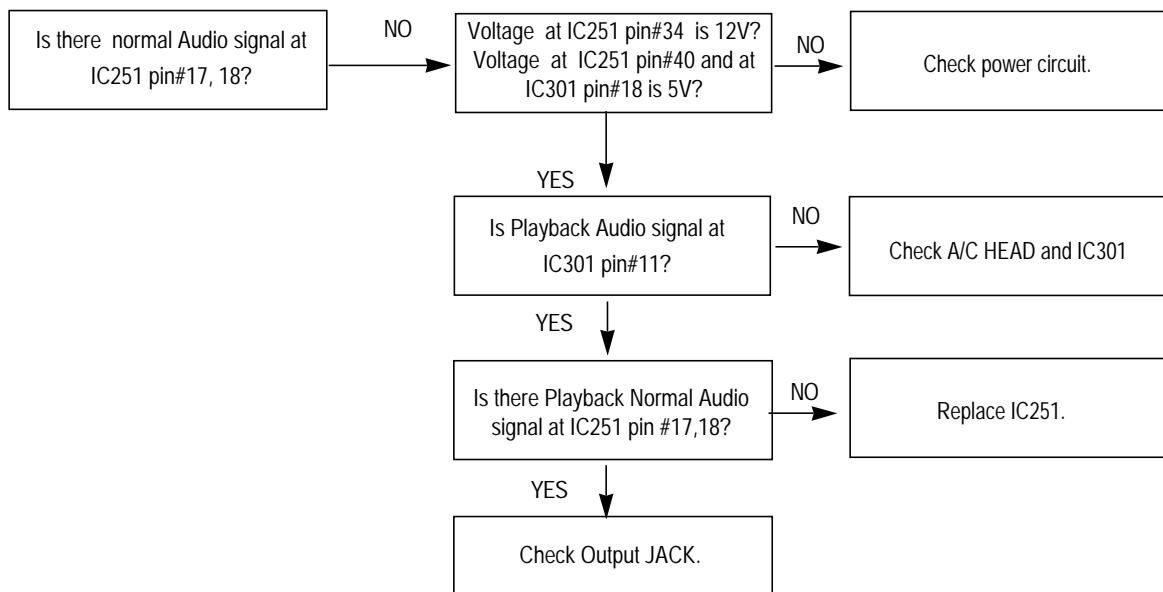 Is there normal Audio signal at
IC251 pin#17, 18?
NO
Voltage at IC251 pin#34 is 12V?
Voltage at IC251 pin#40 and at
IC301 pin#18 is 5V?
NO
Check power circuit.
YES
Is Playback Audio signal at
IC301 pin#11?
NO
Check A/C HEAD and IC301
YES
Is there Playback Normal Audio
signal at IC251 pin #17,18?
NO
Replace IC251.
YES
Check Output JACK.